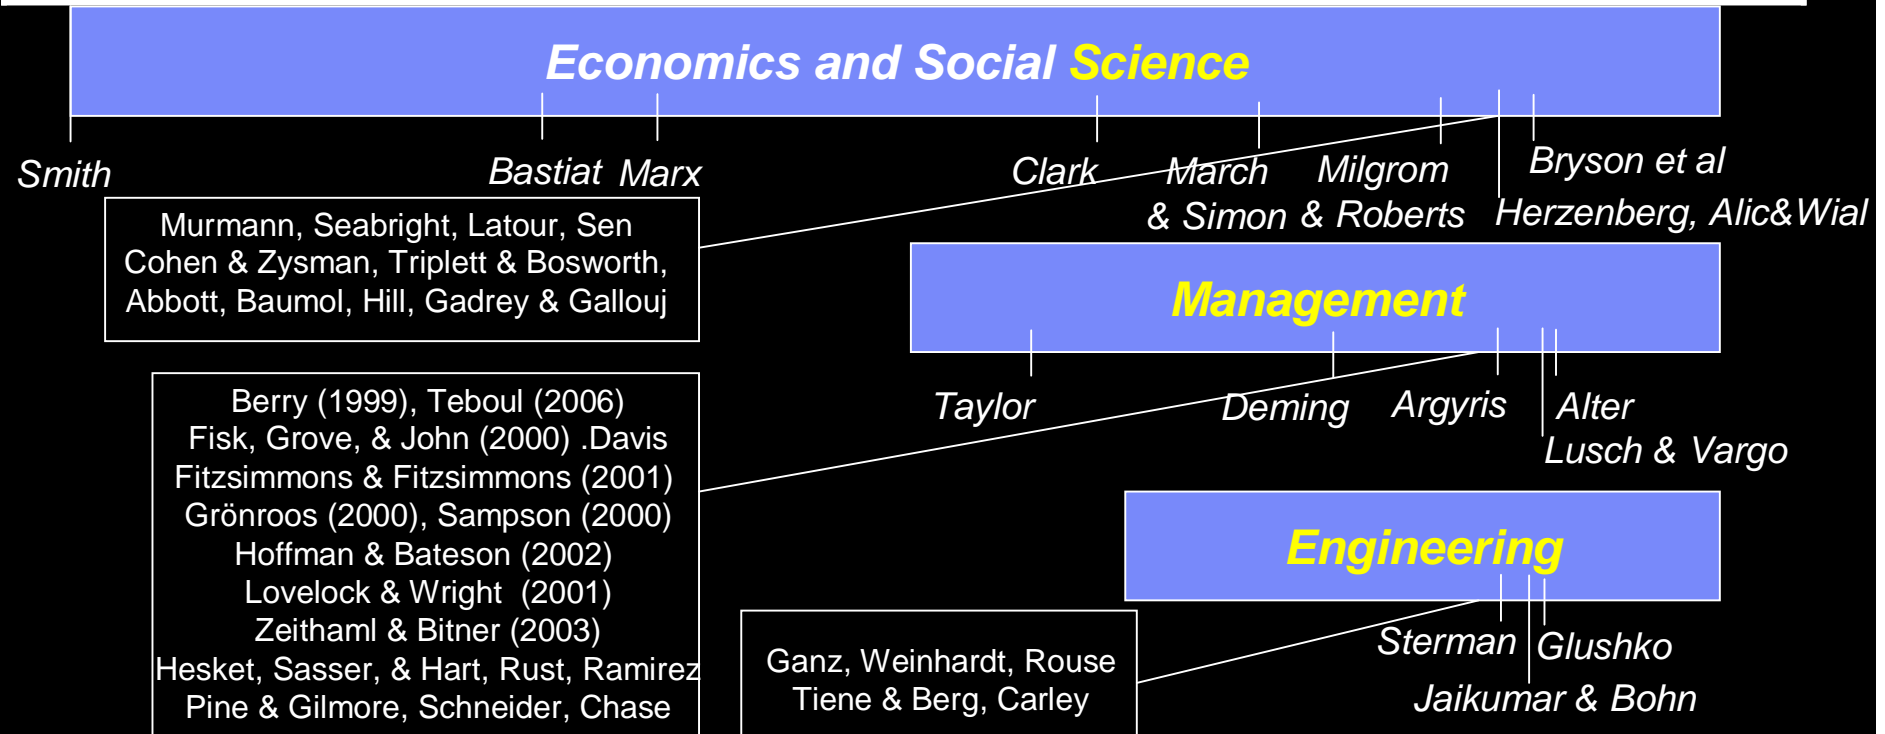 Economics and Social Science
Smith
Bastiat
Marx
Clark
March
& Simon
Milgrom
& Roberts
Bryson et al
Herzenberg, Alic&Wial
Murmann, Seabright, Latour, Sen
Cohen & Zysman, Triplett & Bosworth,
Abbott, Baumol, Hill, Gadrey & Gallouj
Management
Taylor
Deming
Argyris
Alter
Lusch & Vargo
Berry (1999), Teboul (2006)
Fisk, Grove, & John (2000) .Davis
Fitzsimmons & Fitzsimmons (2001)
Grönroos (2000), Sampson (2000)
Hoffman & Bateson (2002)
Lovelock & Wright (2001)
Zeithaml & Bitner (2003)
Hesket, Sasser, & Hart, Rust, Ramirez
Pine & Gilmore, Schneider, Chase
Engineering
Sterman
Glushko
Jaikumar & Bohn
Ganz, Weinhardt, Rouse
Tiene & Berg, Carley